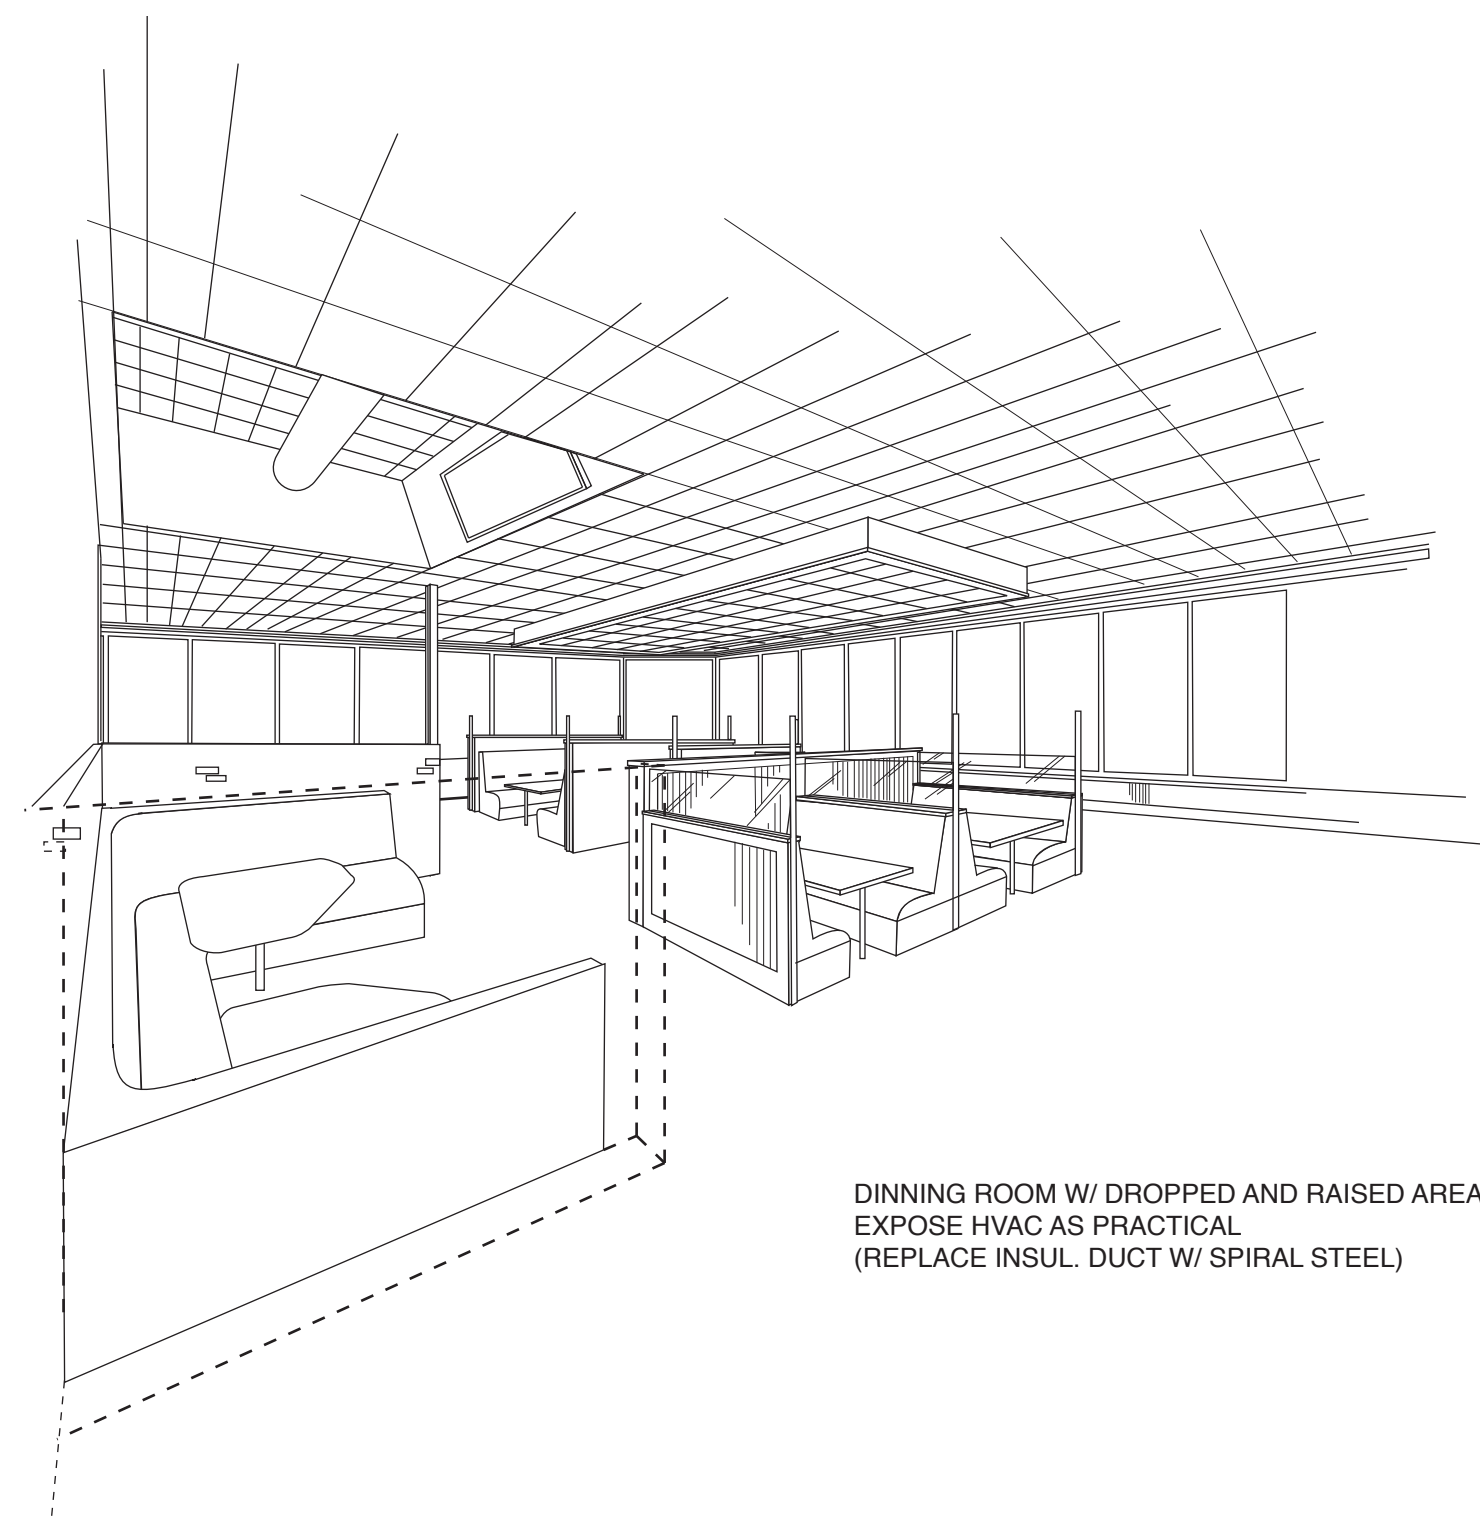 DINNING ROOM W/ DROPPED AND RAISED AREA
EXPOSE HVAC AS PRACTICAL
(REPLACE INSUL. DUCT W/ SPIRAL STEEL)